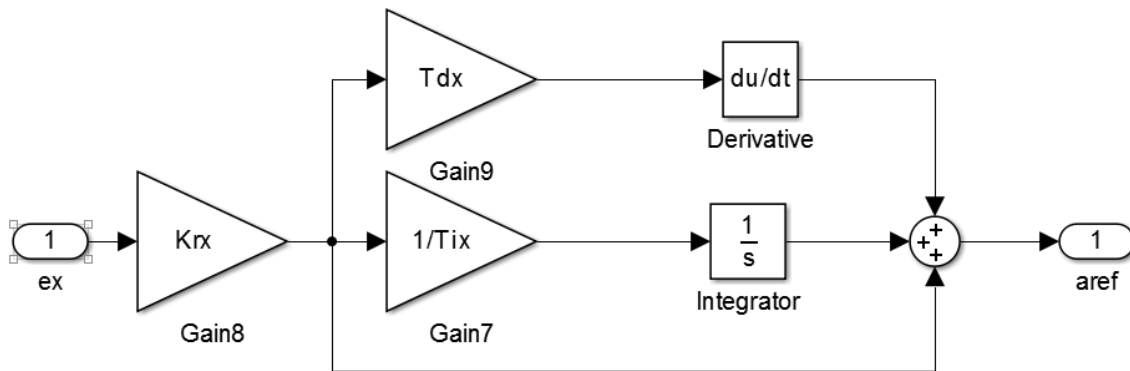 Tdx
Gain9
du/dt
Derivative
1
ex
Krx
Gain8
1/Tix
Gain7
1
s
Integrator
+
+
+
1
aref